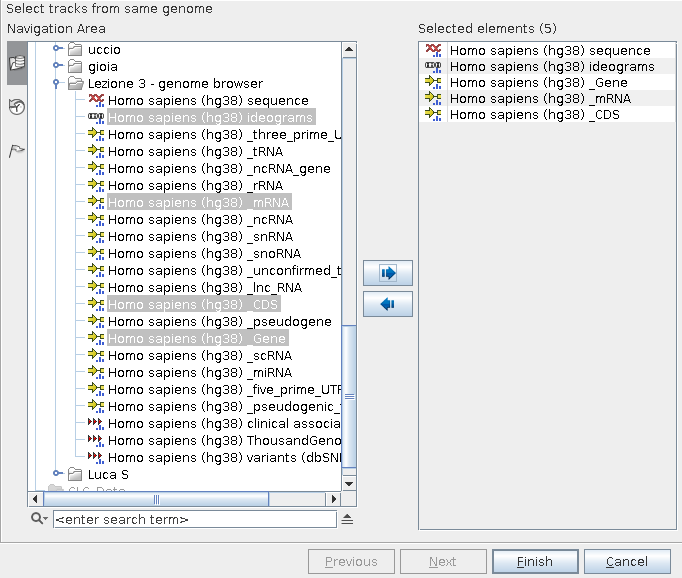 Select tracks from same genome
Navigation Area
uccio
gioia
Lezione 3 - genome browser
Homo sapiens (hg38) sequence
Homo sapiens (hg38) ideograms
Homo sapiens (hg38) _three_prime_U
Homo sapiens (hg38) _tRNA
Homo sapiens (hg38) _ncRNA_gene
Homo sapiens (hg38) _rRNA
Homo sapiens (hg38) _mRNA
Homo sapiens (hg38) _ncRNA
Homo sapiens (hg38) _snRNA
Homo sapiens (hg38) _snoRNA
Homo sapiens (hg38) _unconfirmed_t
Homo sapiens (hg38) _lnc_RNA
Homo sapiens (hg38) _CDS
Homo sapiens (hg38) _pseudogene
Homo sapiens (hg38) _Gene
Homo sapiens (hg38) _scRNA
Homo sapiens (hg38) _miRNA
Homo sapiens (hg38) _five_prime_UTF
Homo sapiens (hg38) _pseudogenic_
Homo sapiens (hg38) clinical associa
Homo sapiens (hg38) ThousandGeno
Homo sapiens (hg38) variants (dbSN
Luca S
<enter search term>
Selected elements (5)
Homo sapiens (hg38) sequence
Homo sapiens (hg38) ideograms
Homo sapiens (hg38) _Gene
Homo sapiens (hg38) _mRNA
Homo sapiens (hg38) _CDS
Previous
Next
Finish
Cancel